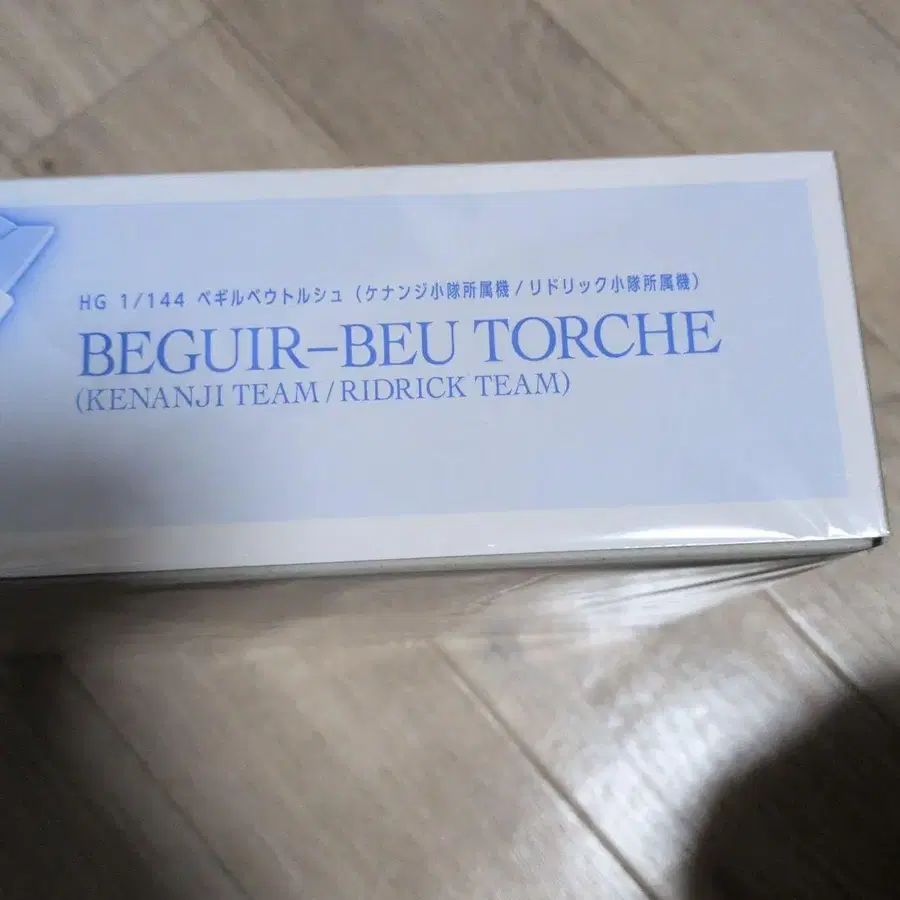 HG 1/144 ベギルベウトルシュ (ケナンジ小隊所属機/リドリック小隊所属機)
BEGUIR-BEU TORCHE
(KENANJI TEAM/RIDRICK TEAM)